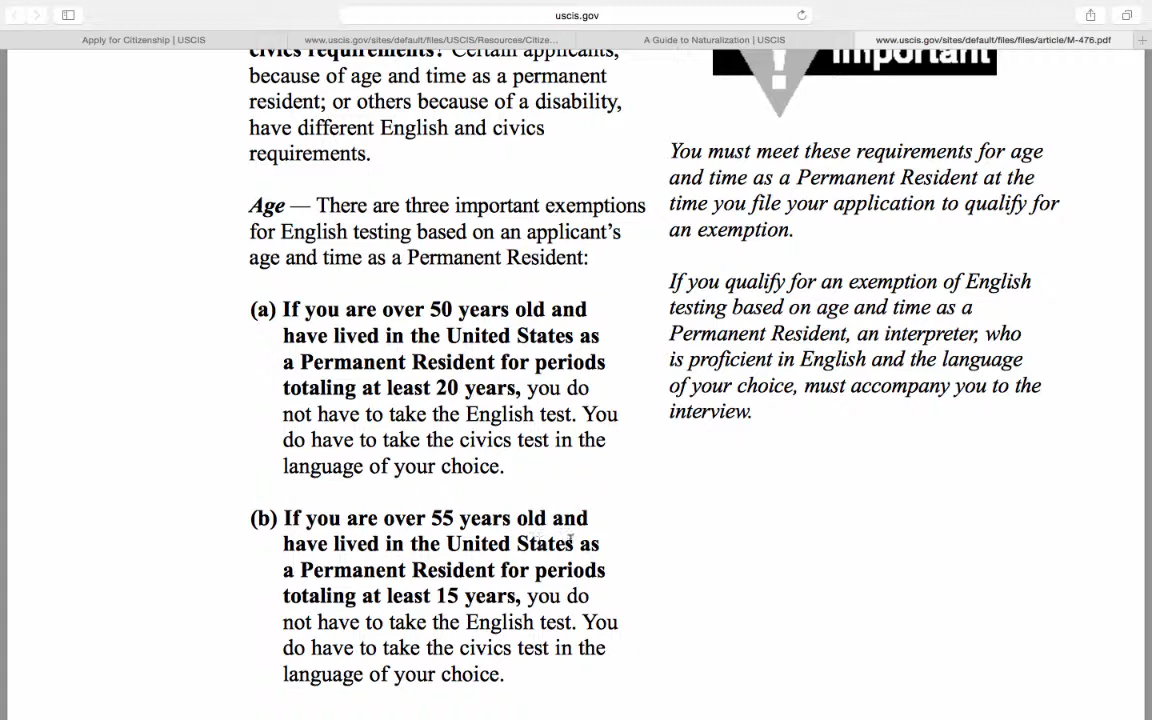 uscis.gov
Apply for Citizenship | USCIS
www.uscis.gov/sites/default/files/USCIS/Resources/Citize...
A Guide to Naturalization | USCIS
www.uscis.gov/sites/default/files/files/article/M-476.pdf
civics requirements? Certain applicants,
because of age and time as a permanent
resident; or others because of a disability,
have different English and civics
requirements.
Age — There are three important exemptions
for English testing based on an applicant’s
age and time as a Permanent Resident:
(a) If you are over 50 years old and
have lived in the United States as
a Permanent Resident for periods
totaling at least 20 years, you do
not have to take the English test. You
do have to take the civics test in the
language of your choice.
(b) If you are over 55 years old and
have lived in the United States as
a Permanent Resident for periods
totaling at least 15 years, you do
not have to take the English test. You
do have to take the civics test in the
language of your choice.
Important
You must meet these requirements for age
and time as a Permanent Resident at the
time you file your application to qualify for
an exemption.
If you qualify for an exemption of English
testing based on age and time as a
Permanent Resident, an interpreter, who
is proficient in English and the language
of your choice, must accompany you to the
interview.